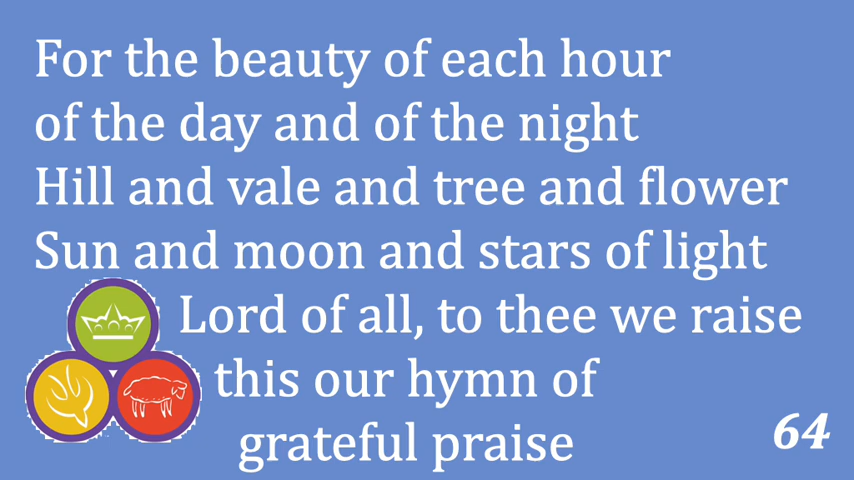 For the beauty of each hour
of the day and of the night
Hill and vale and tree and flower
Sun and moon and stars of light
Lord of all, to thee we raise
this our hymn of
grateful praise
64